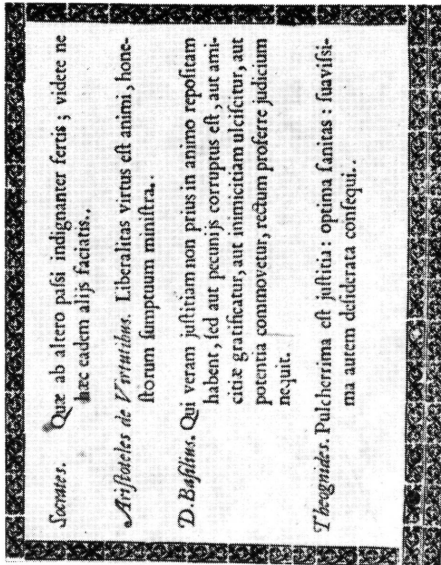 Socrates. Quæ ab altero paſsi indignanter fertis ; videte ne
hæc eadem alijs faciatis.
Ariſtoteles de Virtutibus. Liberalitas virtus eſt animi, hone-
ſtorum ſumptuum miniſtra.
D. Baſilius. Qui veram juſtitiam non prius in animo repoſitam
habent, ſed aut pecunijs corruptus eſt, aut ami-
citiæ gratificatur, aut inimicitiam ulciſcitur, aut
potentia commovetur, rectum proferre judicium
nequit.
Theognides. Pulcherrima eſt juſtitia : optima ſanitas : ſuaviſsi-
ma autem deſiderata conſequi.